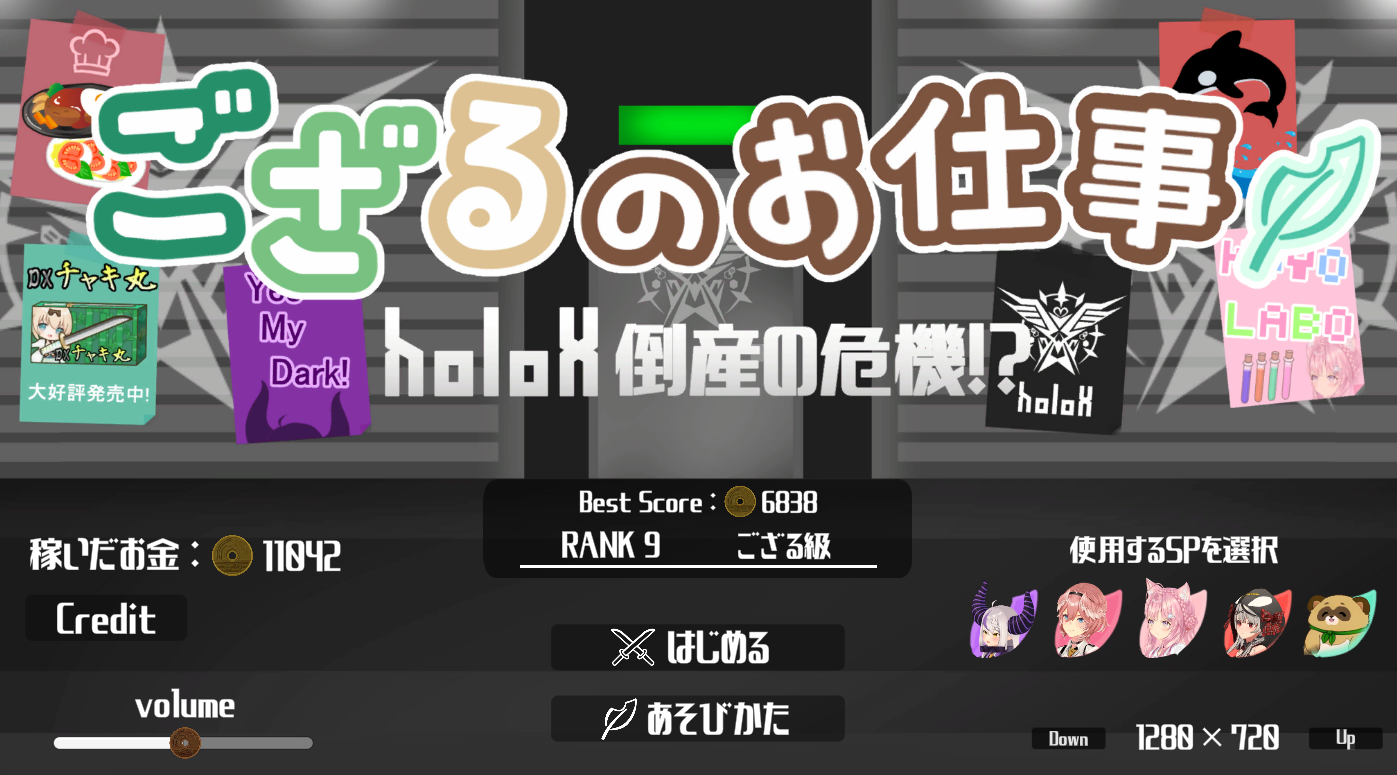 ござるのお仕事
DXチャキ丸
DXチャキ丸
大好評発売中!
My
Dark!
holoX 倒産の危機!?
holoX
LABO
Best Score : 6838
RANK 9 ござる級
稼いだお金 : 11042
Credit
volume
はじめる
あそびかた
使用するSPを選択
Down 1280 × 720 Up